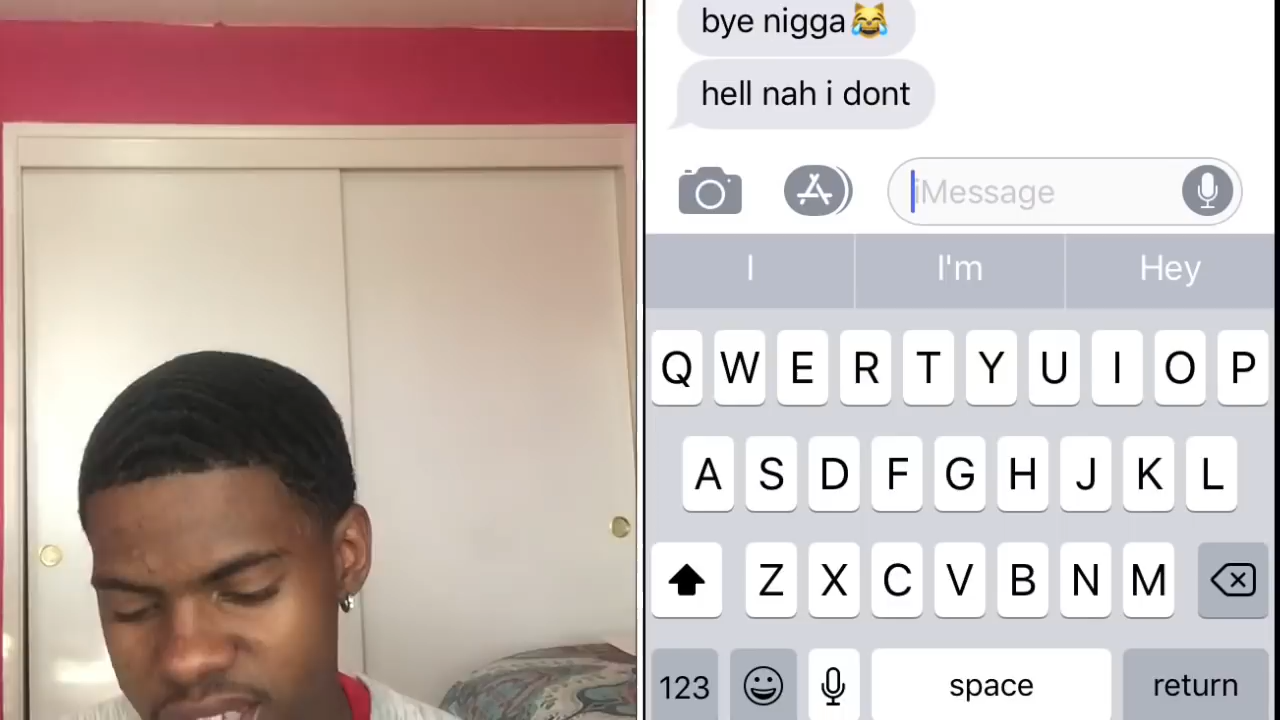 bye nigga😹
hell nah i dont
iMessage
I I'm Hey
Q W E R T Y U I O P
A S D F G H J K L
Z X C V B N M
123 space return